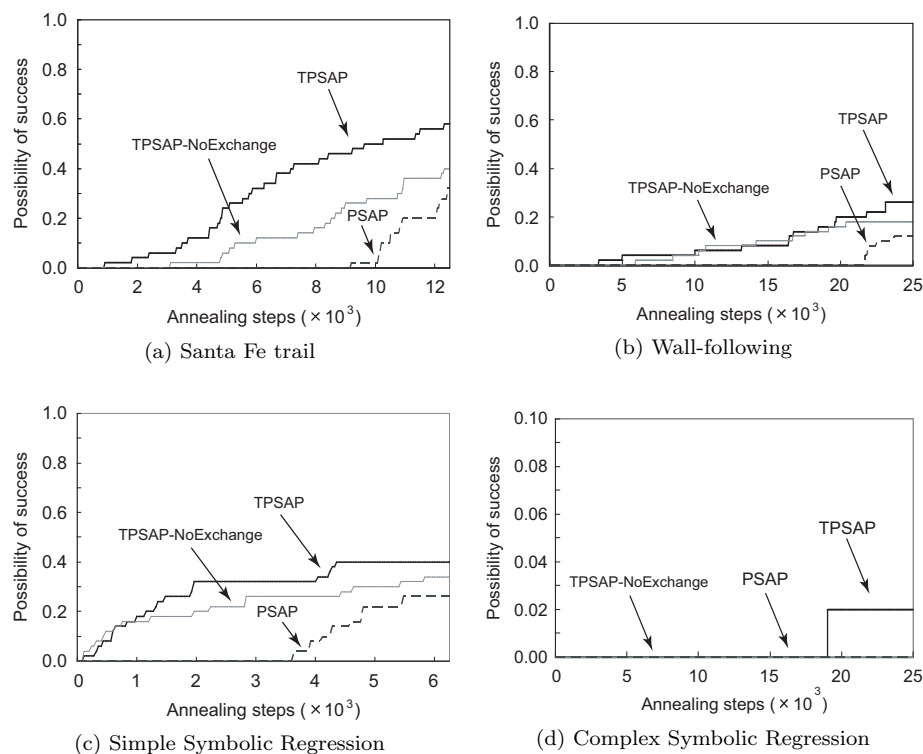 1.0
0.8
0.6
0.4
0.2
0.0
Possibility of success
TPSAP
TPSAP-NoExchange
PSAP
0 2 4 6 8 10 12
Annealing steps (×10³)
(a) Santa Fe trail
1.0
0.8
0.6
0.4
0.2
0.0
Possibility of success
TPSAP
PSAP
TPSAP-NoExchange
0 5 10 15 20 25
Annealing steps (×10³)
(b) Wall-following
1.0
0.8
0.6
0.4
0.2
0.0
Possibility of success
TPSAP
TPSAP-NoExchange
PSAP
0 1 2 3 4 5 6
Annealing steps (×10³)
(c) Simple Symbolic Regression
0.10
0.08
0.06
0.04
0.02
0.00
Possibility of success
TPSAP
PSAP
TPSAP-NoExchange
0 5 10 15 20 25
Annealing steps (×10³)
(d) Complex Symbolic Regression